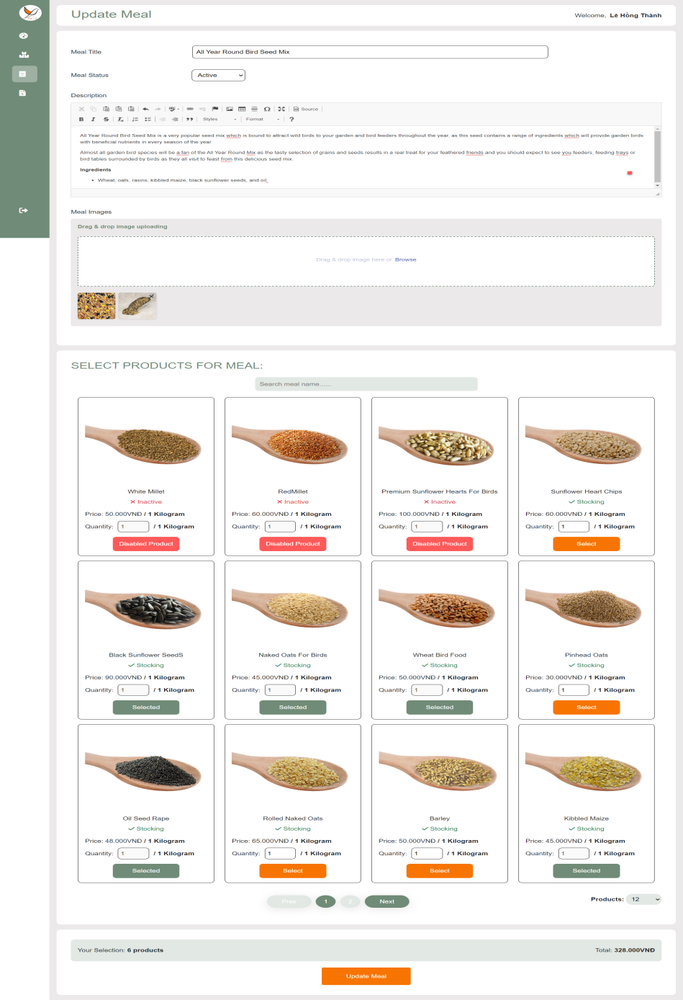 Update Meal
Welcome, Lê Hồng Thành
Meal Title
All Year Round Bird Seed Mix
Meal Status
Active
Description
Source
B I S Ix Styles Format ?
All Year Round Bird Seed Mix is a very popular seed mix which is bound to attract wild birds to your garden and bird feeders throughout the year, as this seed contains a range of ingredients which will provide garden birds
with beneficial nutrients in every season of the year.
Almost all garden bird species will be a fan of the All Year Round Mix as the tasty selection of grains and seeds results in a real treat for your feathered friends and you should expect to see you feeders, feeding trays or
bird tables surrounded by birds as they all visit to feast from this delicious seed mix.
Ingredients
• Wheat, oats, rasins, kibbled maize, black sunflower seeds, and oil,
Meal Images
Drag & drop image uploading
Drag & drop image here or Browse
SELECT PRODUCTS FOR MEAL:
Search meal name......
White Millet
Inactive
Price: 50.000VNĐ / 1 Kilogram
Quantity: 1 / 1 Kilogram
Disabled Product
RedMillet
Inactive
Price: 60.000VNĐ / 1 Kilogram
Quantity: 1 / 1 Kilogram
Disabled Product
Premium Sunflower Hearts For Birds
Inactive
Price: 100.000VNĐ / 1 Kilogram
Quantity: 1 / 1 Kilogram
Disabled Product
Sunflower Heart Chips
Stocking
Price: 60.000VNĐ / 1 Kilogram
Quantity: 1 / 1 Kilogram
Select
Black Sunflower SeedS
Stocking
Price: 90.000VNĐ / 1 Kilogram
Quantity: 1 / 1 Kilogram
Selected
Naked Oats For Birds
Stocking
Price: 45.000VNĐ / 1 Kilogram
Quantity: 1 / 1 Kilogram
Selected
Wheat Bird Food
Stocking
Price: 50.000VNĐ / 1 Kilogram
Quantity: 1 / 1 Kilogram
Selected
Pinhead Oats
Stocking
Price: 30.000VNĐ / 1 Kilogram
Quantity: 1 / 1 Kilogram
Select
Oil Seed Rape
Stocking
Price: 48.000VNĐ / 1 Kilogram
Quantity: 1 / 1 Kilogram
Selected
Rolled Naked Oats
Stocking
Price: 65.000VNĐ / 1 Kilogram
Quantity: 1 / 1 Kilogram
Select
Barley
Stocking
Price: 50.000VNĐ / 1 Kilogram
Quantity: 1 / 1 Kilogram
Select
Kibbled Maize
Stocking
Price: 45.000VNĐ / 1 Kilogram
Quantity: 1 / 1 Kilogram
Selected
Prev 1 2 Next
Products: 12
Your Selection: 6 products
Total: 328.000VNĐ
Update Meal